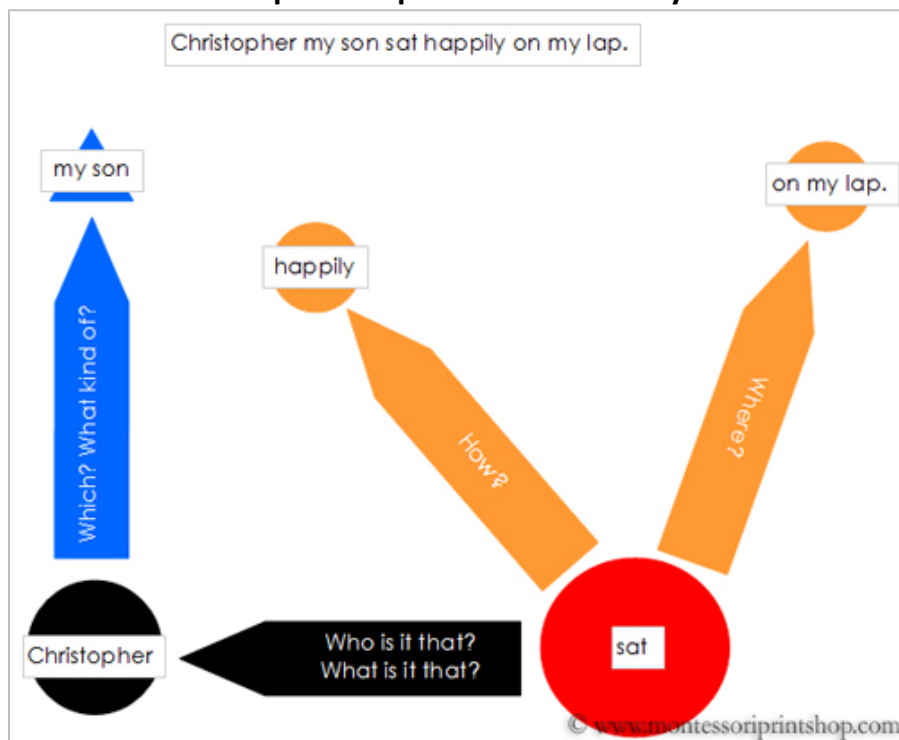 Christopher my son sat happily on my lap.
my son
on my lap.
happily
Which? What kind of?
How?
Where?
Christopher
Who is it that?
What is it that?
sat
© www.montessoriprintshop.com